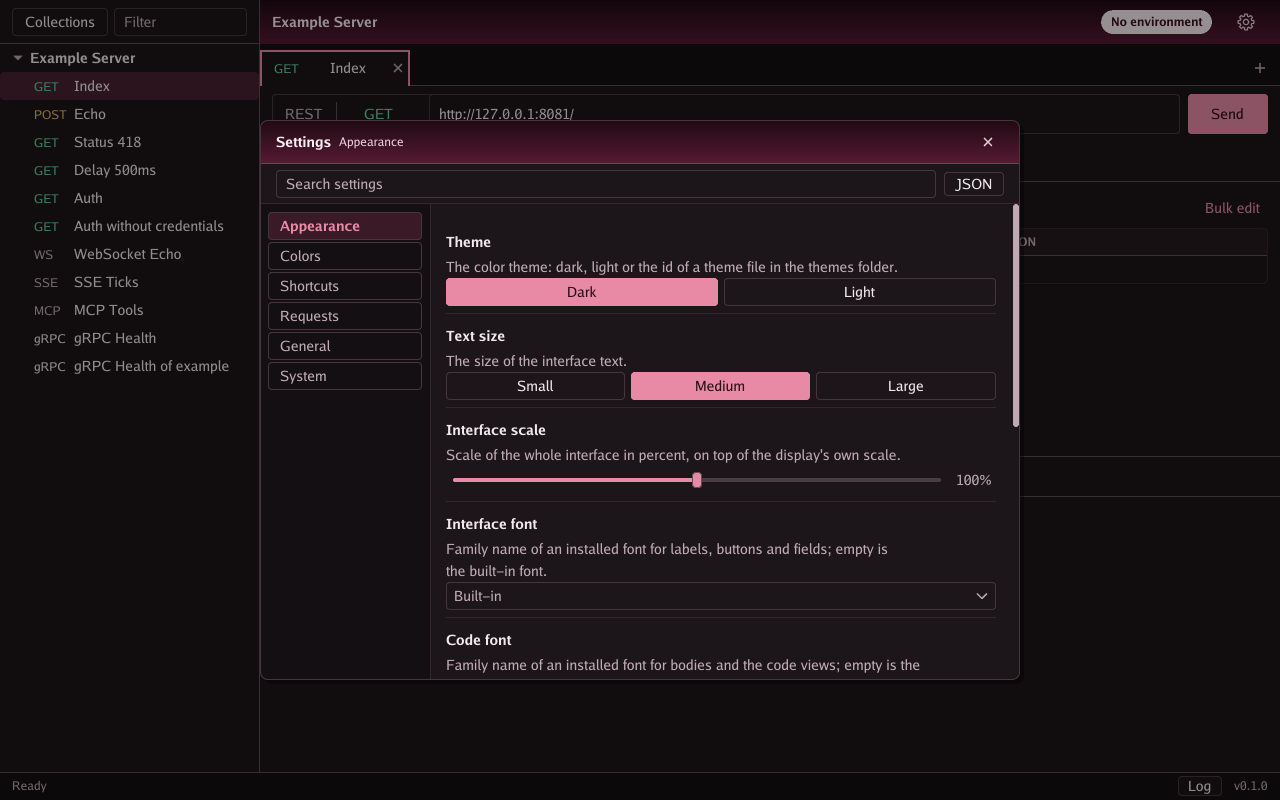 Collections
Filter
Example Server
No environment
Example Server
GET Index
POST Echo
GET Status 418
GET Delay 500ms
GET Auth
GET Auth without credentials
WS WebSocket Echo
SSE SSE Ticks
MCP MCP Tools
gRPC gRPC Health
gRPC gRPC Health of example
GET Index
REST GET http://127.0.0.1:8081/ Send
Bulk edit
Settings Appearance
Search settings JSON
Appearance
Colors
Shortcuts
Requests
General
System
Theme
The color theme: dark, light or the id of a theme file in the themes folder.
Dark Light
Text size
The size of the interface text.
Small Medium Large
Interface scale
Scale of the whole interface in percent, on top of the display's own scale.
100%
Interface font
Family name of an installed font for labels, buttons and fields; empty is
the built-in font.
Built-in
Code font
Family name of an installed font for bodies and the code views; empty is the
Ready
Log v0.1.0